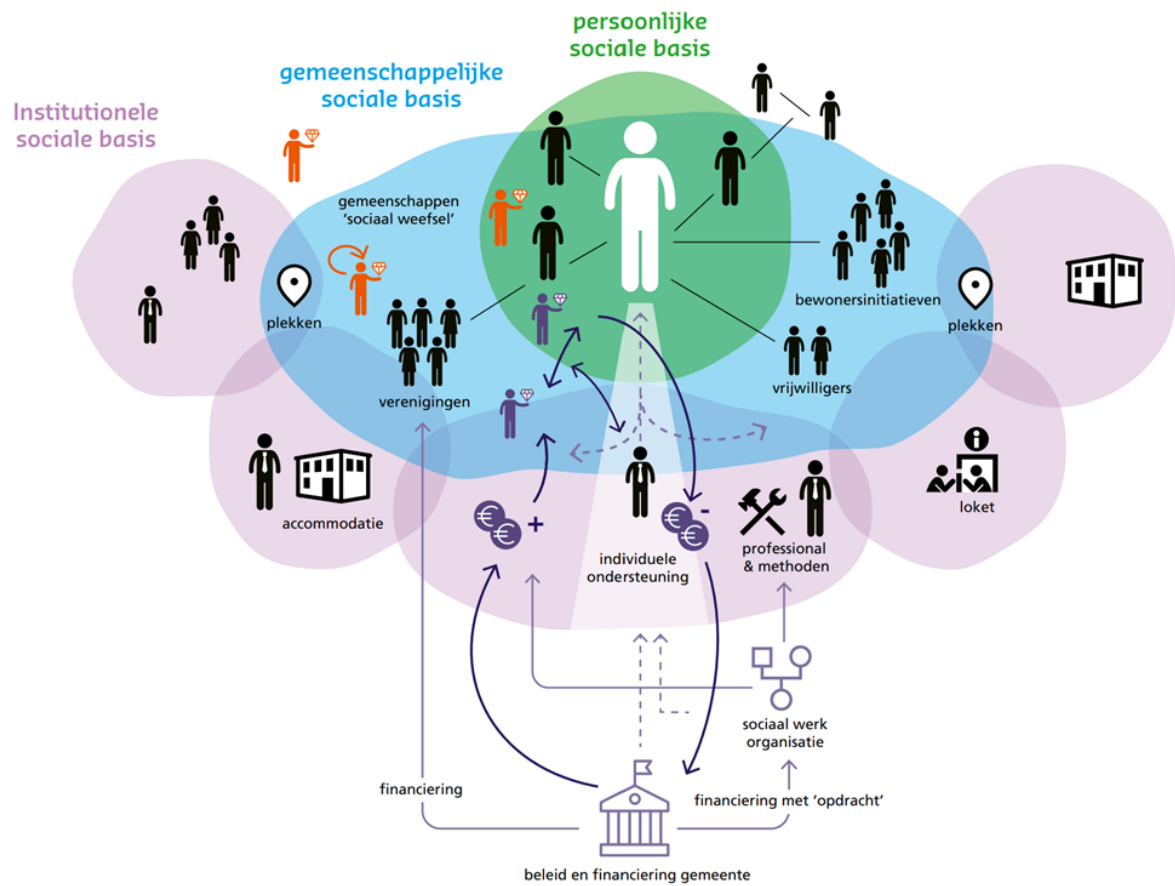 persoonlijke
sociale basis
gemeenschappelijke
sociale basis
Institutionele
sociale basis
gemeenschappen
'sociaal weefsel'
plekken
verenigingen
bewonersinitiatieven
plekken
vrijwilligers
accommodatie
€€ +
individuele
ondersteuning
€€ -
professional
& methoden
i
loket
sociaal werk
organisatie
financiering
financiering met 'opdracht'
beleid en financiering gemeente